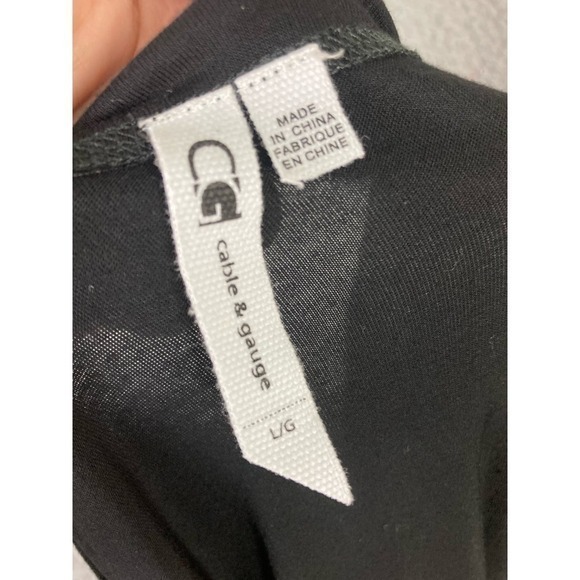 MADE
IN CHINA
FABRIQUE
EN CHINE
CG
cable & gauge
L/G